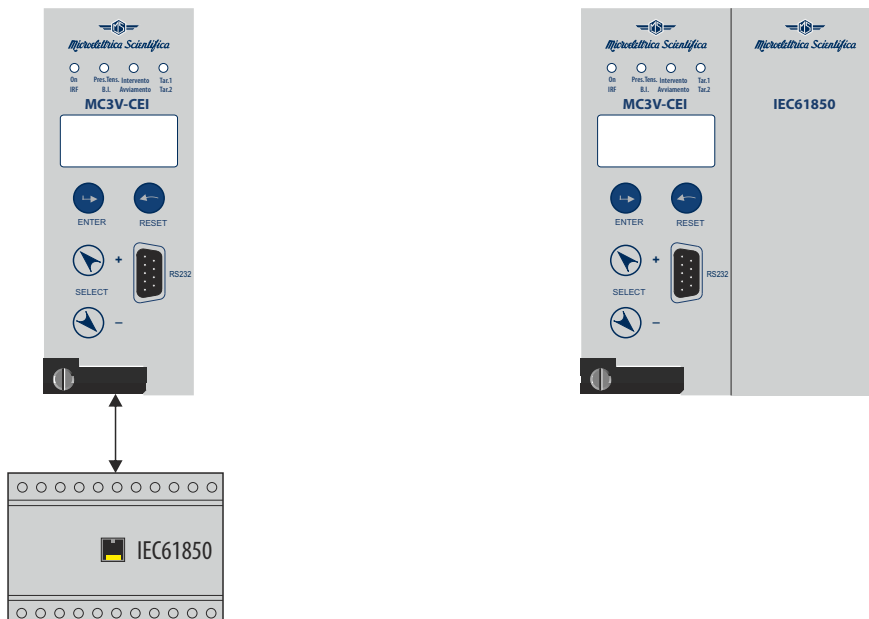 Microelettrica Scientifica
On Pres.Tens. Intervento Tar.1
IRF B.I. Avviamento Tar.2
MC3V-CEI
ENTER RESET
+
RS232
SELECT
–
IEC61850
Microelettrica Scientifica
On Pres.Tens. Intervento Tar.1
IRF B.I. Avviamento Tar.2
MC3V-CEI
ENTER RESET
+
RS232
SELECT
–
Microelettrica Scientifica
IEC61850